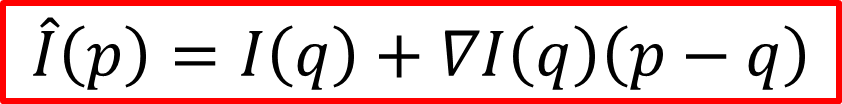 Î(p) = I(q) + ∇I(q)(p − q)